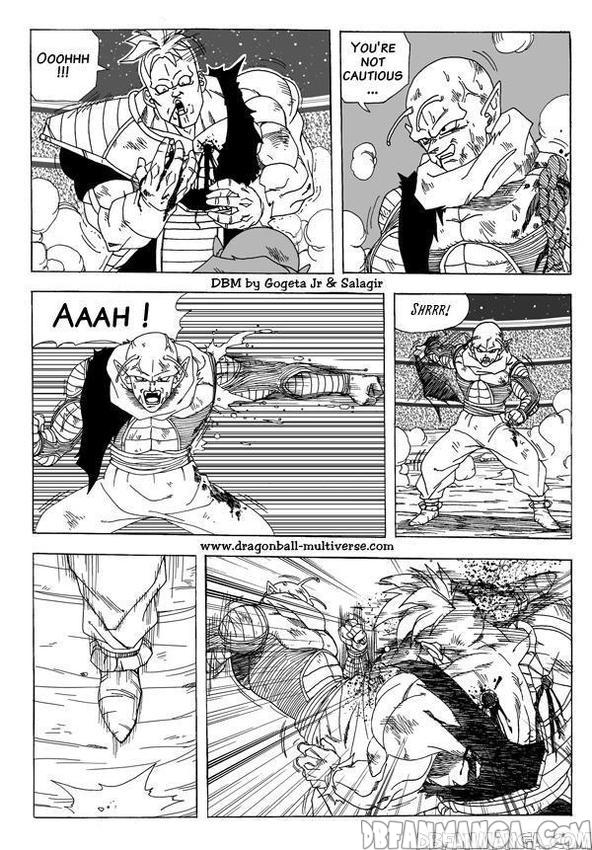 OOOHHH
!!!
YOU'RE
NOT
CAUTIOUS
...
DBM by Gogeta Jr & Salagir
AAAH !
SHRRR!
www.dragonball-multiverse.com
DBFANMANGA.COM